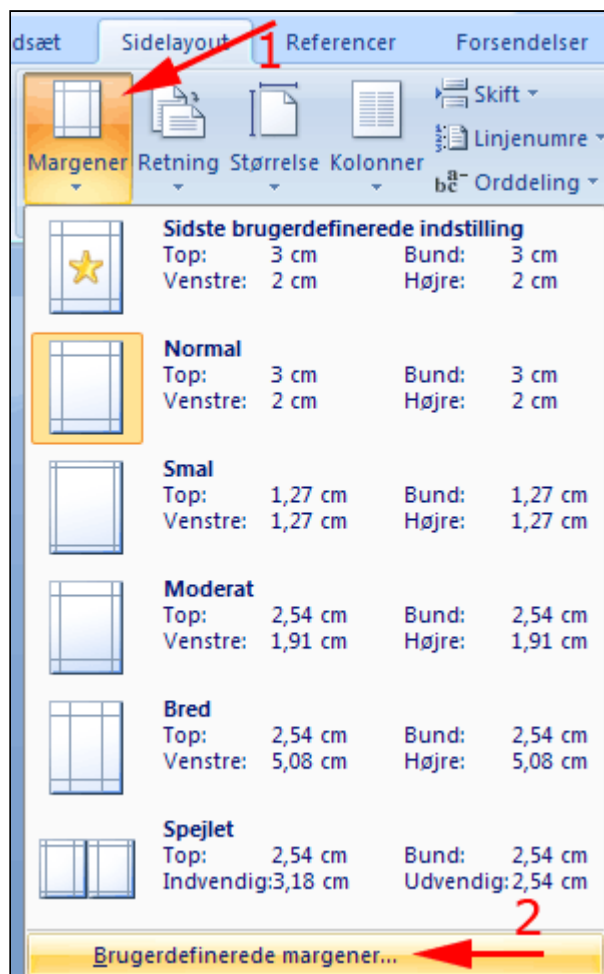 dsæt Sidelayout Referencer Forsendelser
1
Margener Retning Størrelse Kolonner
Skift
Linjenumre
Orddeling
Sidste brugerdefinerede indstilling
Top: 3 cm Bund: 3 cm
Venstre: 2 cm Højre: 2 cm
Normal
Top: 3 cm Bund: 3 cm
Venstre: 2 cm Højre: 2 cm
Smal
Top: 1,27 cm Bund: 1,27 cm
Venstre: 1,27 cm Højre: 1,27 cm
Moderat
Top: 2,54 cm Bund: 2,54 cm
Venstre: 1,91 cm Højre: 1,91 cm
Bred
Top: 2,54 cm Bund: 2,54 cm
Venstre: 5,08 cm Højre: 5,08 cm
Spejlet
Top: 2,54 cm Bund: 2,54 cm
Indvendig:3,18 cm Udvendig:2,54 cm
2
Brugerdefinerede margener...